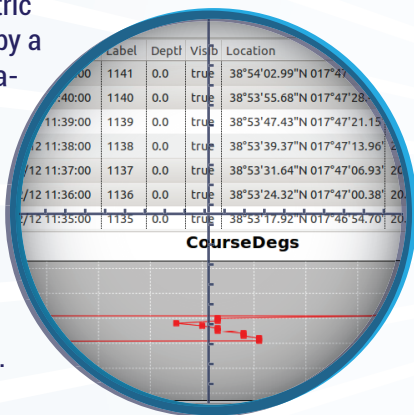 tric
by a
a-
Label Depth Visib Location
:00 1141 0.0 true 38°54'02.99"N 017°47'
:40:00 1140 0.0 true 38°53'55.68"N 017°47'28.
11:39:00 1139 0.0 true 38°53'47.43"N 017°47'21.15
/12 11:38:00 1138 0.0 true 38°53'39.37"N 017°47'13.96"
/12 11:37:00 1137 0.0 true 38°53'31.64"N 017°47'06.93" 20
/12 11:36:00 1136 0.0 true 38°53'24.32"N 017°47'00.38" 20
/12 11:35:00 1135 0.0 true 38°53'17.92"N 017°46'54.70" 20
CourseDegs
.